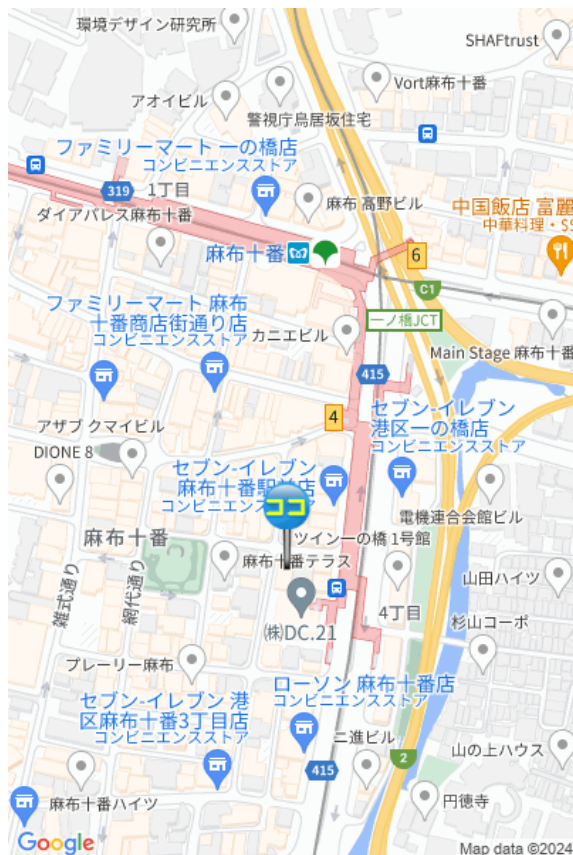 環境デザイン研究所
SHAFtrust
Vort麻布十番
アオイビル
警視庁鳥居坂住宅
ファミリーマート 一の橋店
コンビニエンスストア
319
1丁目
麻布 高野ビル
中国飯店 富麗
中華料理・$$
ダイアパレス麻布十番
麻布十番
6
C1
ファミリーマート 麻布
十番商店街通り店
コンビニエンスストア
カニエビル
一ノ橋JCT
Main Stage 麻布十番
415
セブン-イレブン
港区一の橋店
コンビニエンスストア
4
アザブ クマイビル
DIONE 8
セブン-イレブン
麻布十番駅前店
ココ
電機連合会館ビル
麻布十番
ツイン一の橋 1号館
麻布十番テラス
山田ハイツ
雑式通り
網代通り
4丁目
杉山コーポ
(株)DC.21
プレーリー麻布
ローソン 麻布十番店
コンビニエンスストア
セブン-イレブン 港
区麻布十番3丁目店
コンビニエンスストア
二進ビル
2
山の上ハウス
415
麻布十番ハイツ
円徳寺
Google
Map data ©2024